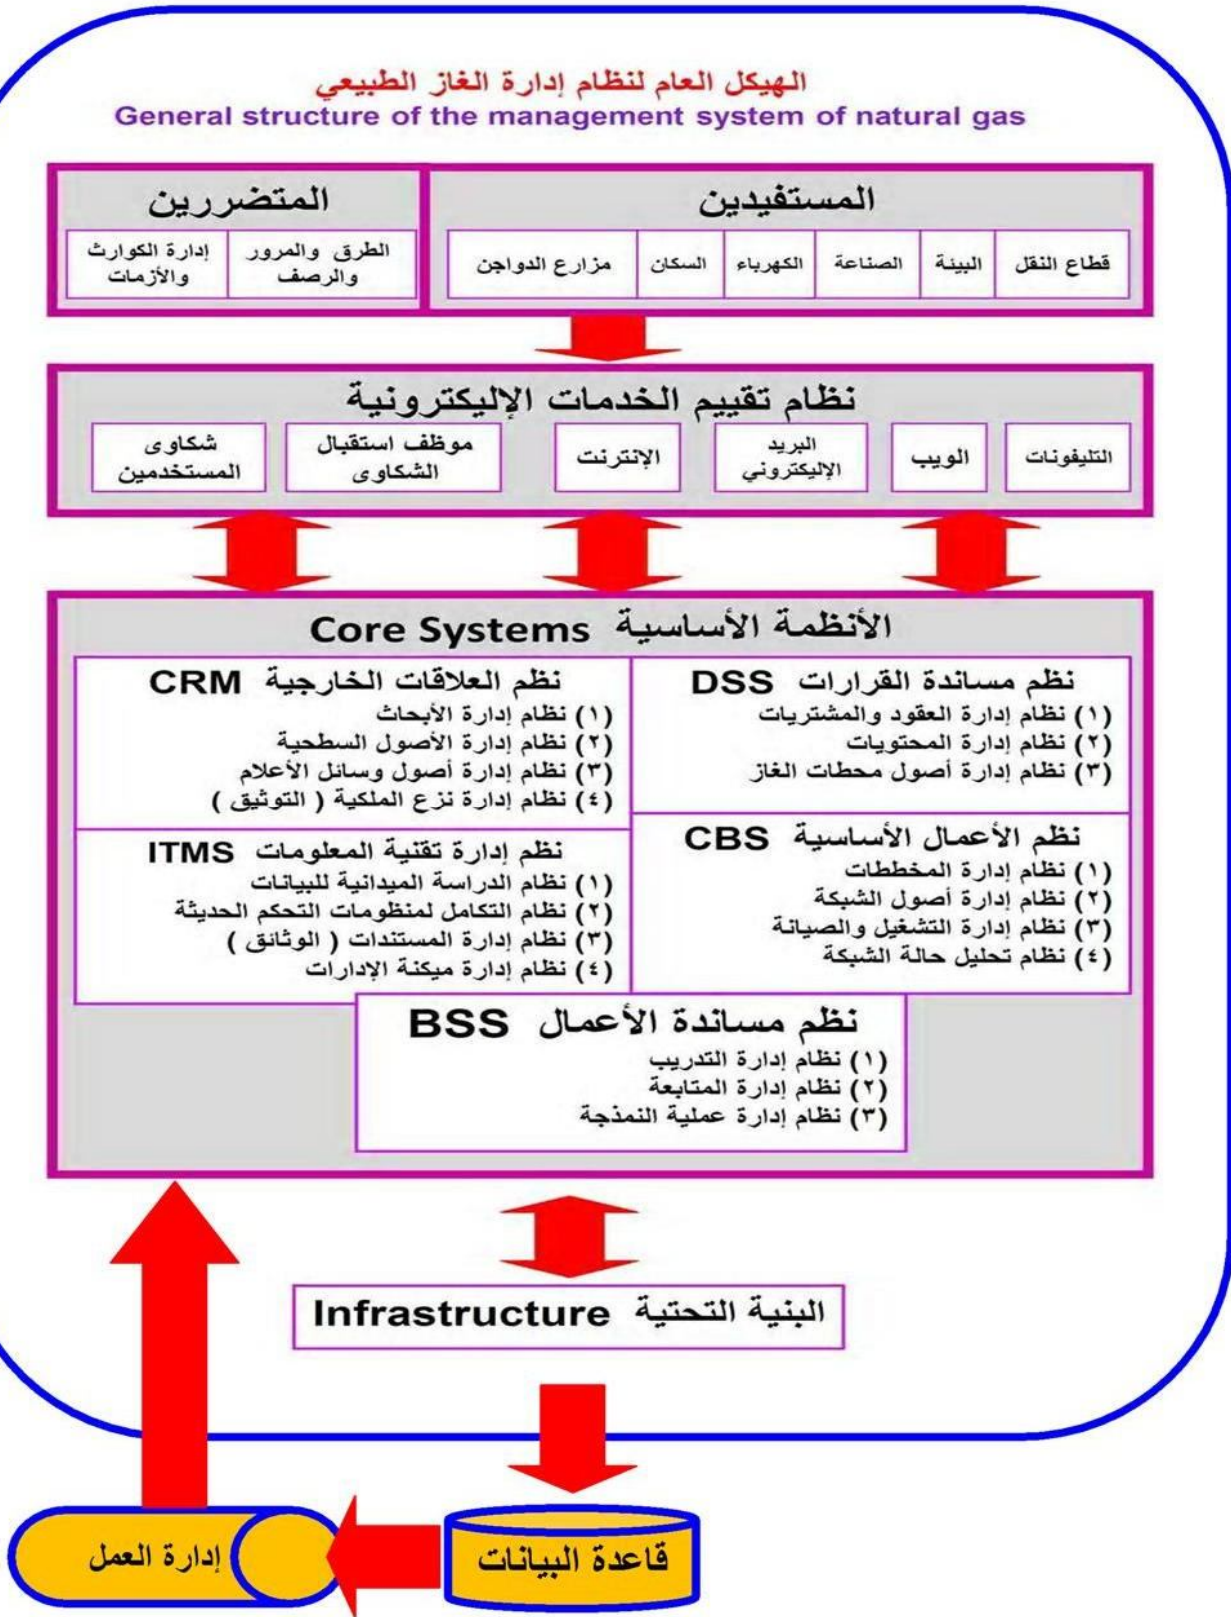 الهيكل العام لنظام إدارة الغاز الطبيعي
General structure of the management system of natural gas
المستفيدين
قطاع النقل
البيئة
الصناعة
الكهرباء
السكان
مزارع الدواجن
المتضررين
الطرق والمرور
والرصف
إدارة الكوارث
والأزمات
نظام تقييم الخدمات الإليكترونية
التليفونات
الويب
البريد
الإليكتروني
الإنترنت
موظف استقبال
الشكاوى
شكاوى
المستخدمين
الأنظمة الأساسية Core Systems
نظم مساندة القرارات DSS
(١) نظام إدارة العقود والمشتريات
(٢) نظام إدارة المحتويات
(٣) نظام إدارة أصول محطات الغاز
نظم العلاقات الخارجية CRM
(١) نظام إدارة الأبحاث
(٢) نظام إدارة الأصول السطحية
(٣) نظام إدارة أصول وسائل الأعلام
(٤) نظام إدارة نزع الملكية ( التوثيق )
نظم الأعمال الأساسية CBS
(١) نظام إدارة المخططات
(٢) نظام إدارة أصول الشبكة
(٣) نظام إدارة التشغيل والصيانة
(٤) نظام تحليل حالة الشبكة
نظم إدارة تقنية المعلومات ITMS
(١) نظام الدراسة الميدانية للبيانات
(٢) نظام التكامل لمنظومات التحكم الحديثة
(٣) نظام إدارة المستندات ( الوثائق )
(٤) نظام إدارة ميكنة الإدارات
نظم مساندة الأعمال BSS
(١) نظام إدارة التدريب
(٢) نظام إدارة المتابعة
(٣) نظام إدارة عملية النمذجة
البنية التحتية Infrastructure
قاعدة البيانات
إدارة العمل